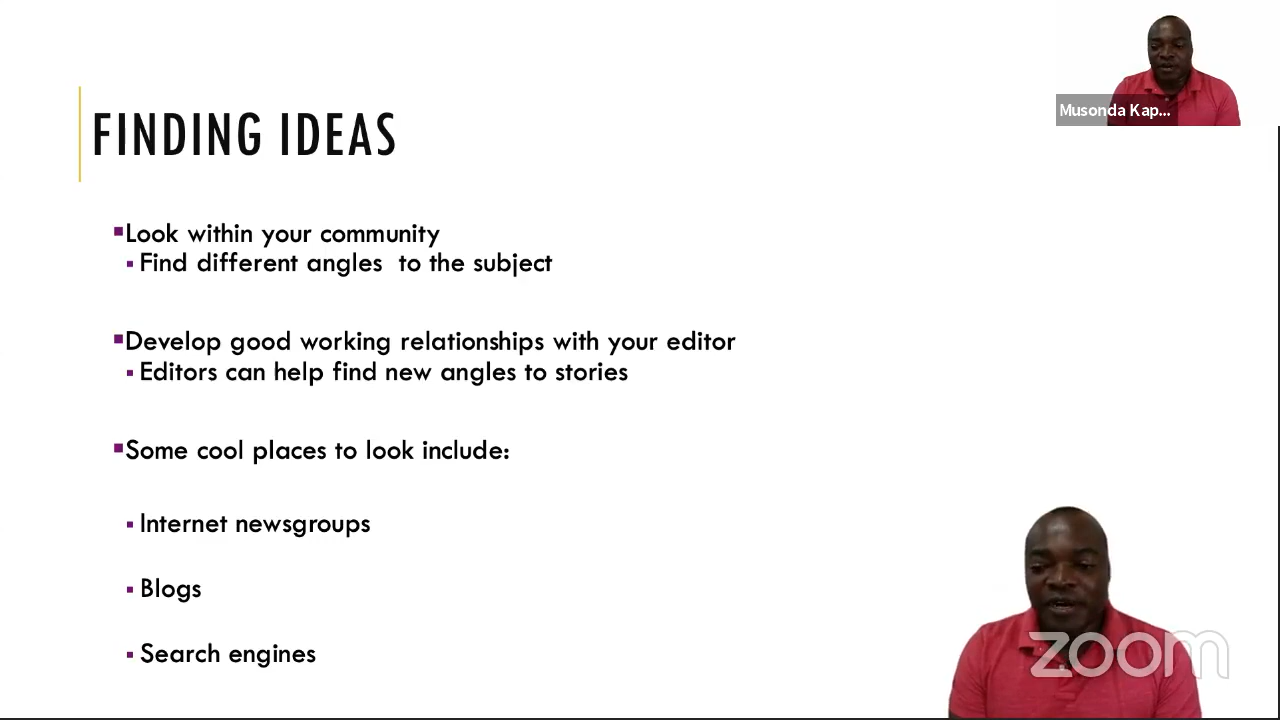 Musonda Kap...
FINDING IDEAS
▪Look within your community
▪ Find different angles  to the subject
▪Develop good working relationships with your editor
▪ Editors can help find new angles to stories
▪Some cool places to look include:
▪ Internet newsgroups
▪ Blogs
▪ Search engines
zoom